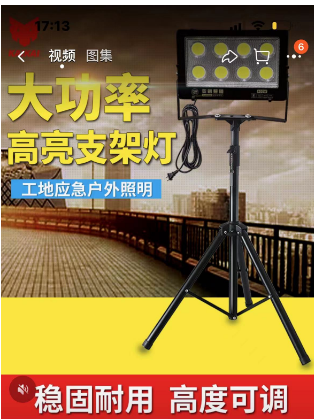 17:13
6
视频 图集
大功率
高亮支架灯
工地应急户外照明
稳固耐用 高度可调